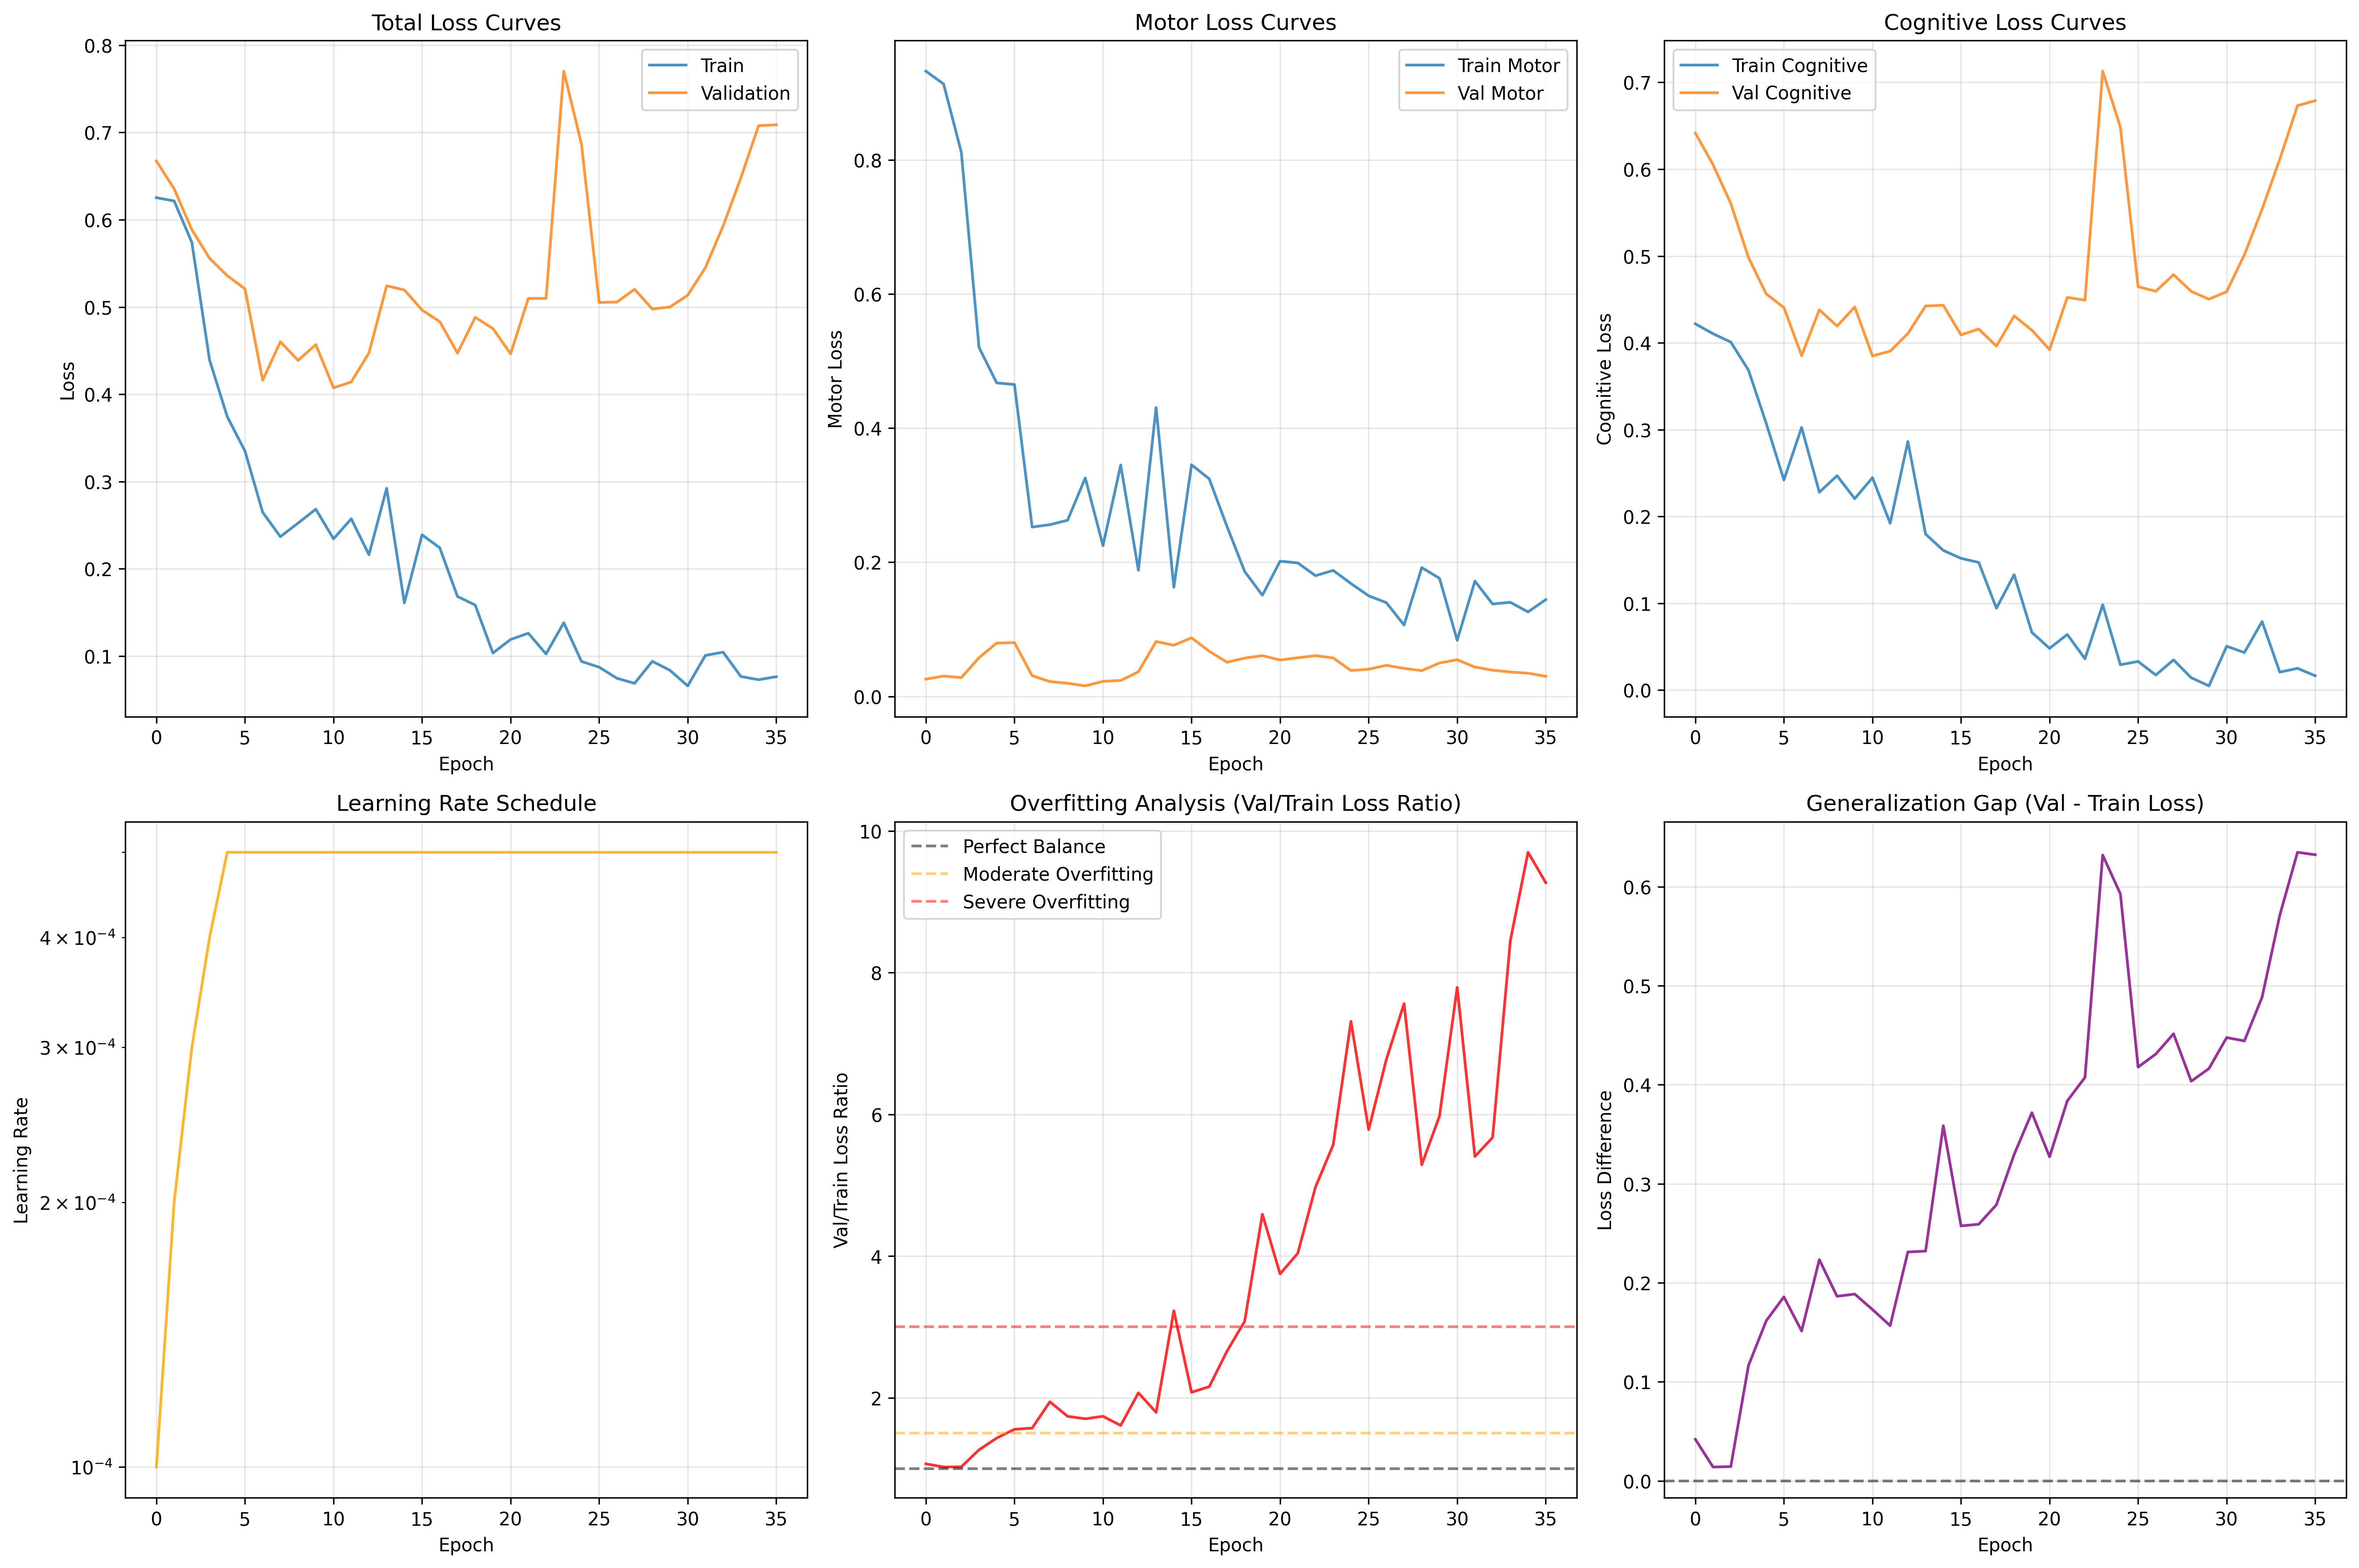 Total Loss Curves
0.8
0.7
0.6
0.5
0.4
0.3
0.2
0.1
Loss
Train
Validation
0 5 10 15 20 25 30 35
Epoch
Motor Loss Curves
0.8
0.6
0.4
0.2
0.0
Motor Loss
Train Motor
Val Motor
0 5 10 15 20 25 30 35
Epoch
Cognitive Loss Curves
0.7
0.6
0.5
0.4
0.3
0.2
0.1
0.0
Cognitive Loss
Train Cognitive
Val Cognitive
0 5 10 15 20 25 30 35
Epoch
Learning Rate Schedule
4 × 10⁻⁴
3 × 10⁻⁴
2 × 10⁻⁴
10⁻⁴
Learning Rate
0 5 10 15 20 25 30 35
Epoch
Overfitting Analysis (Val/Train Loss Ratio)
10
8
6
4
2
Val/Train Loss Ratio
Perfect Balance
Moderate Overfitting
Severe Overfitting
0 5 10 15 20 25 30 35
Epoch
Generalization Gap (Val - Train Loss)
0.6
0.5
0.4
0.3
0.2
0.1
0.0
Loss Difference
0 5 10 15 20 25 30 35
Epoch